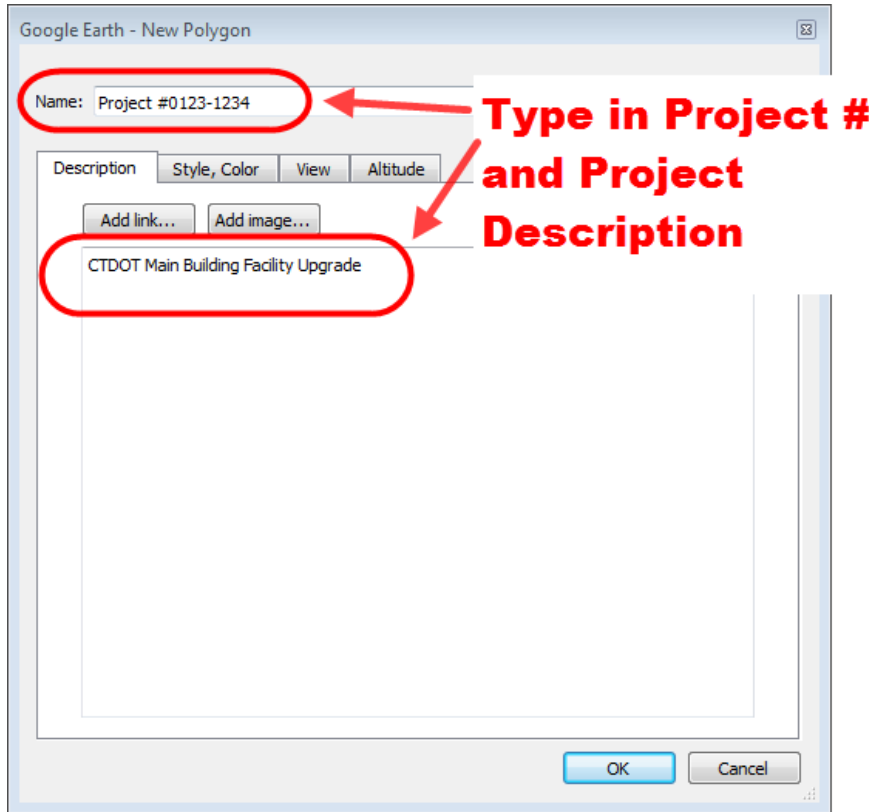 Google Earth - New Polygon
Name: Project #0123-1234
Type in Project #
and Project
Description
Description Style, Color View Altitude
Add link... Add image...
CTDOT Main Building Facility Upgrade
OK Cancel